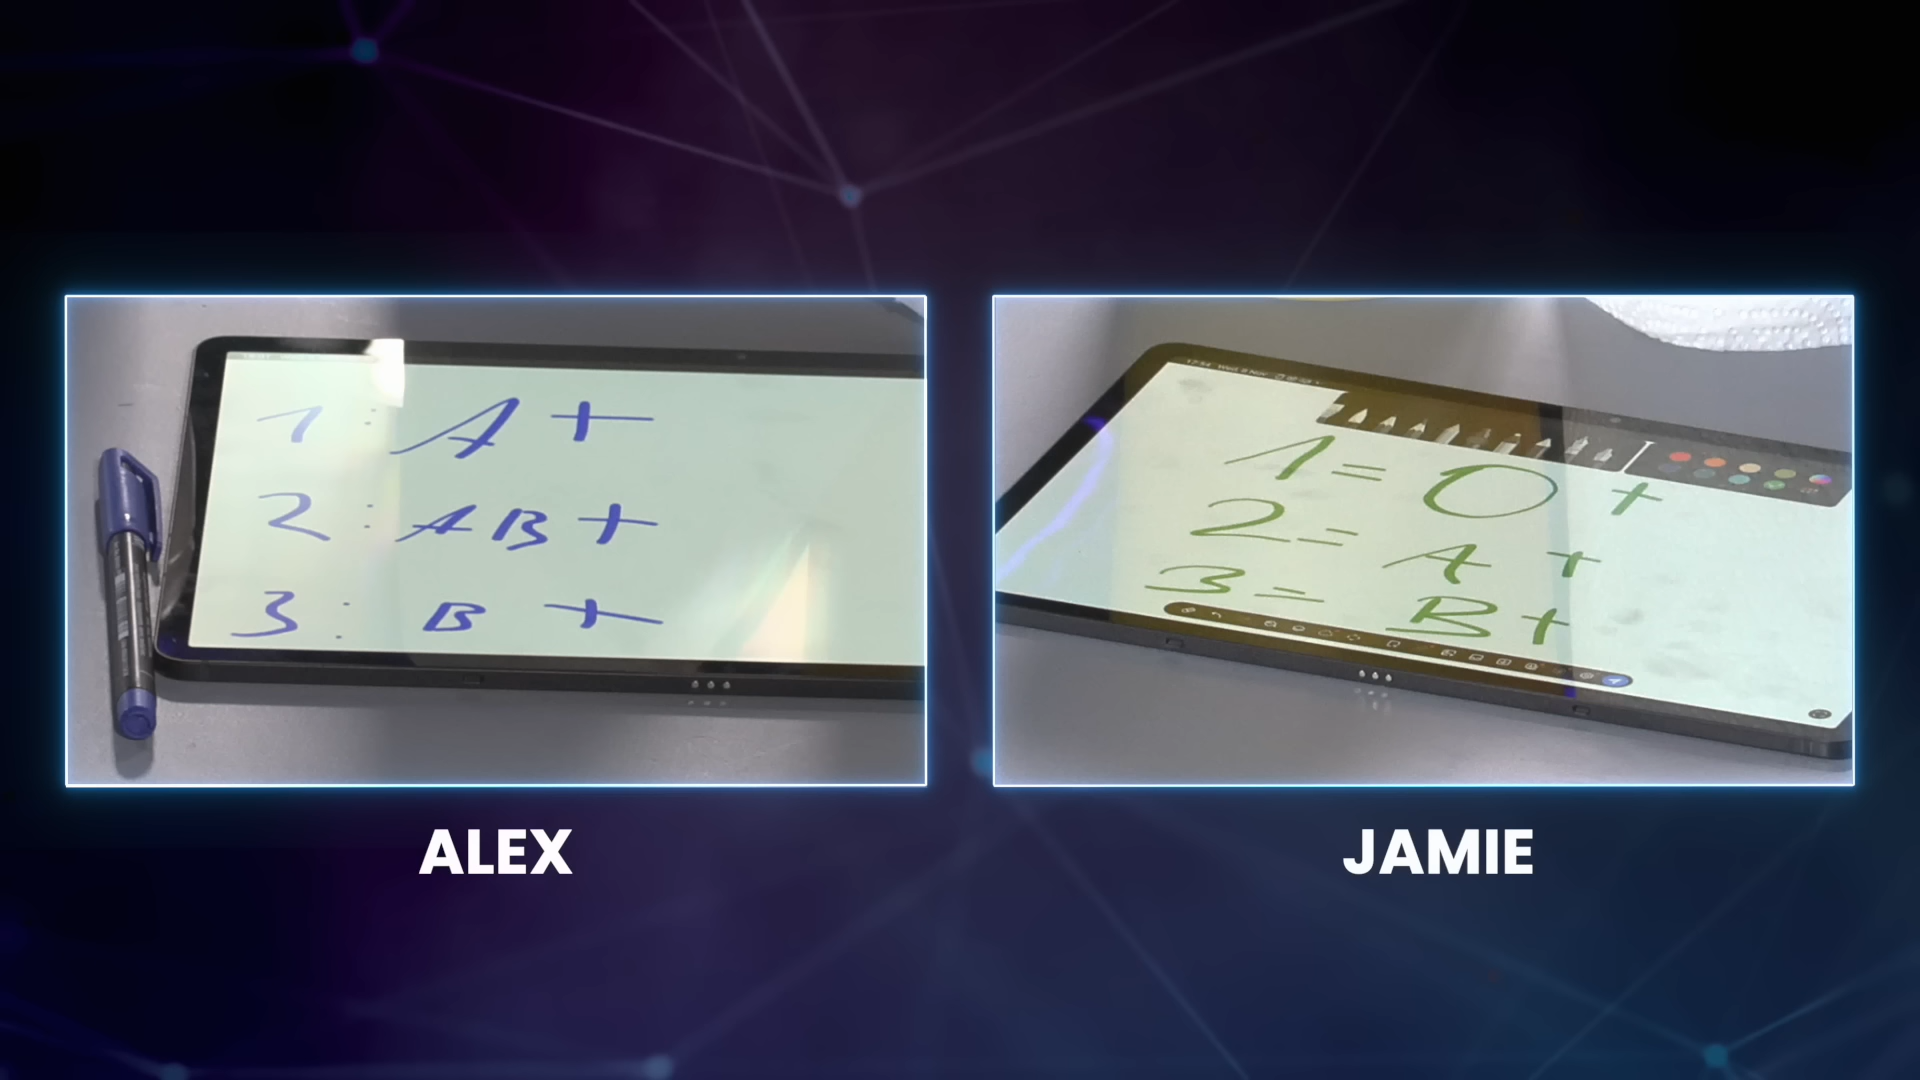 1 : A +
2 : AB +
3 : B +
ALEX
1 = O +
2 = A +
3 = B +
JAMIE